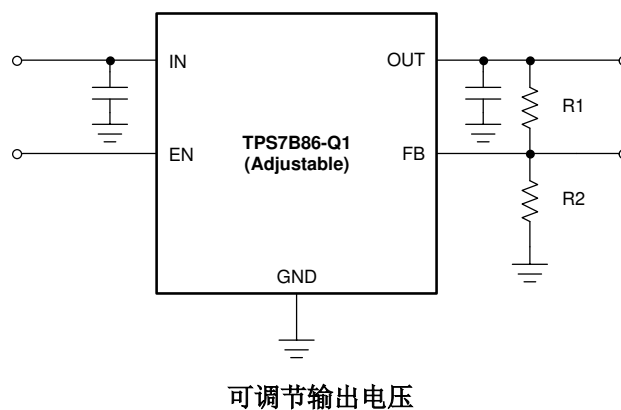 IN
OUT
R1
TPS7B86-Q1
(Adjustable)
EN
FB
R2
GND
可调节输出电压